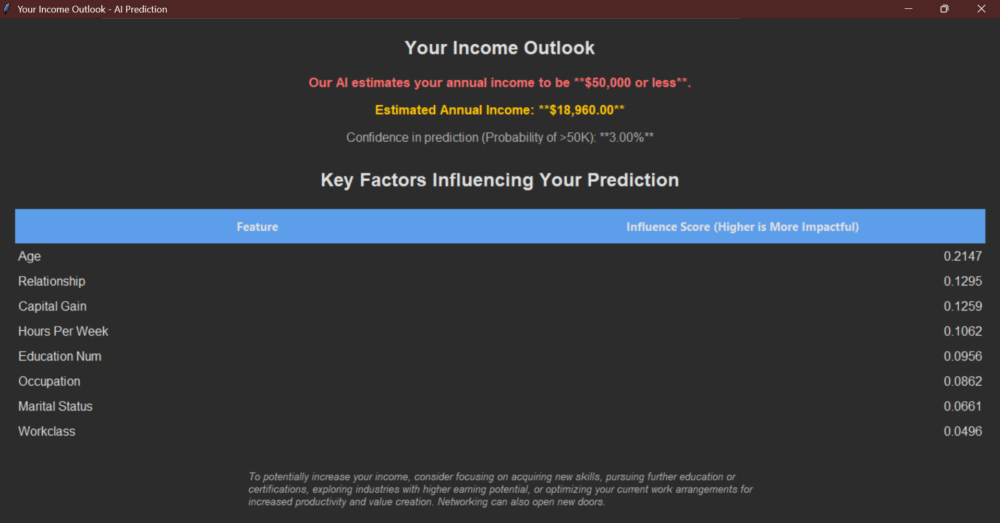 Your Income Outlook - AI Prediction
Your Income Outlook
Our AI estimates your annual income to be **$50,000 or less**.
Estimated Annual Income: **$18,960.00**
Confidence in prediction (Probability of >50K): **3.00%**
Key Factors Influencing Your Prediction
Feature Influence Score (Higher is More Impactful)
Age 0.2147
Relationship 0.1295
Capital Gain 0.1259
Hours Per Week 0.1062
Education Num 0.0956
Occupation 0.0862
Marital Status 0.0661
Workclass 0.0496
To potentially increase your income, consider focusing on acquiring new skills, pursuing further education or
certifications, exploring industries with higher earning potential, or optimizing your current work arrangements for
increased productivity and value creation. Networking can also open new doors.